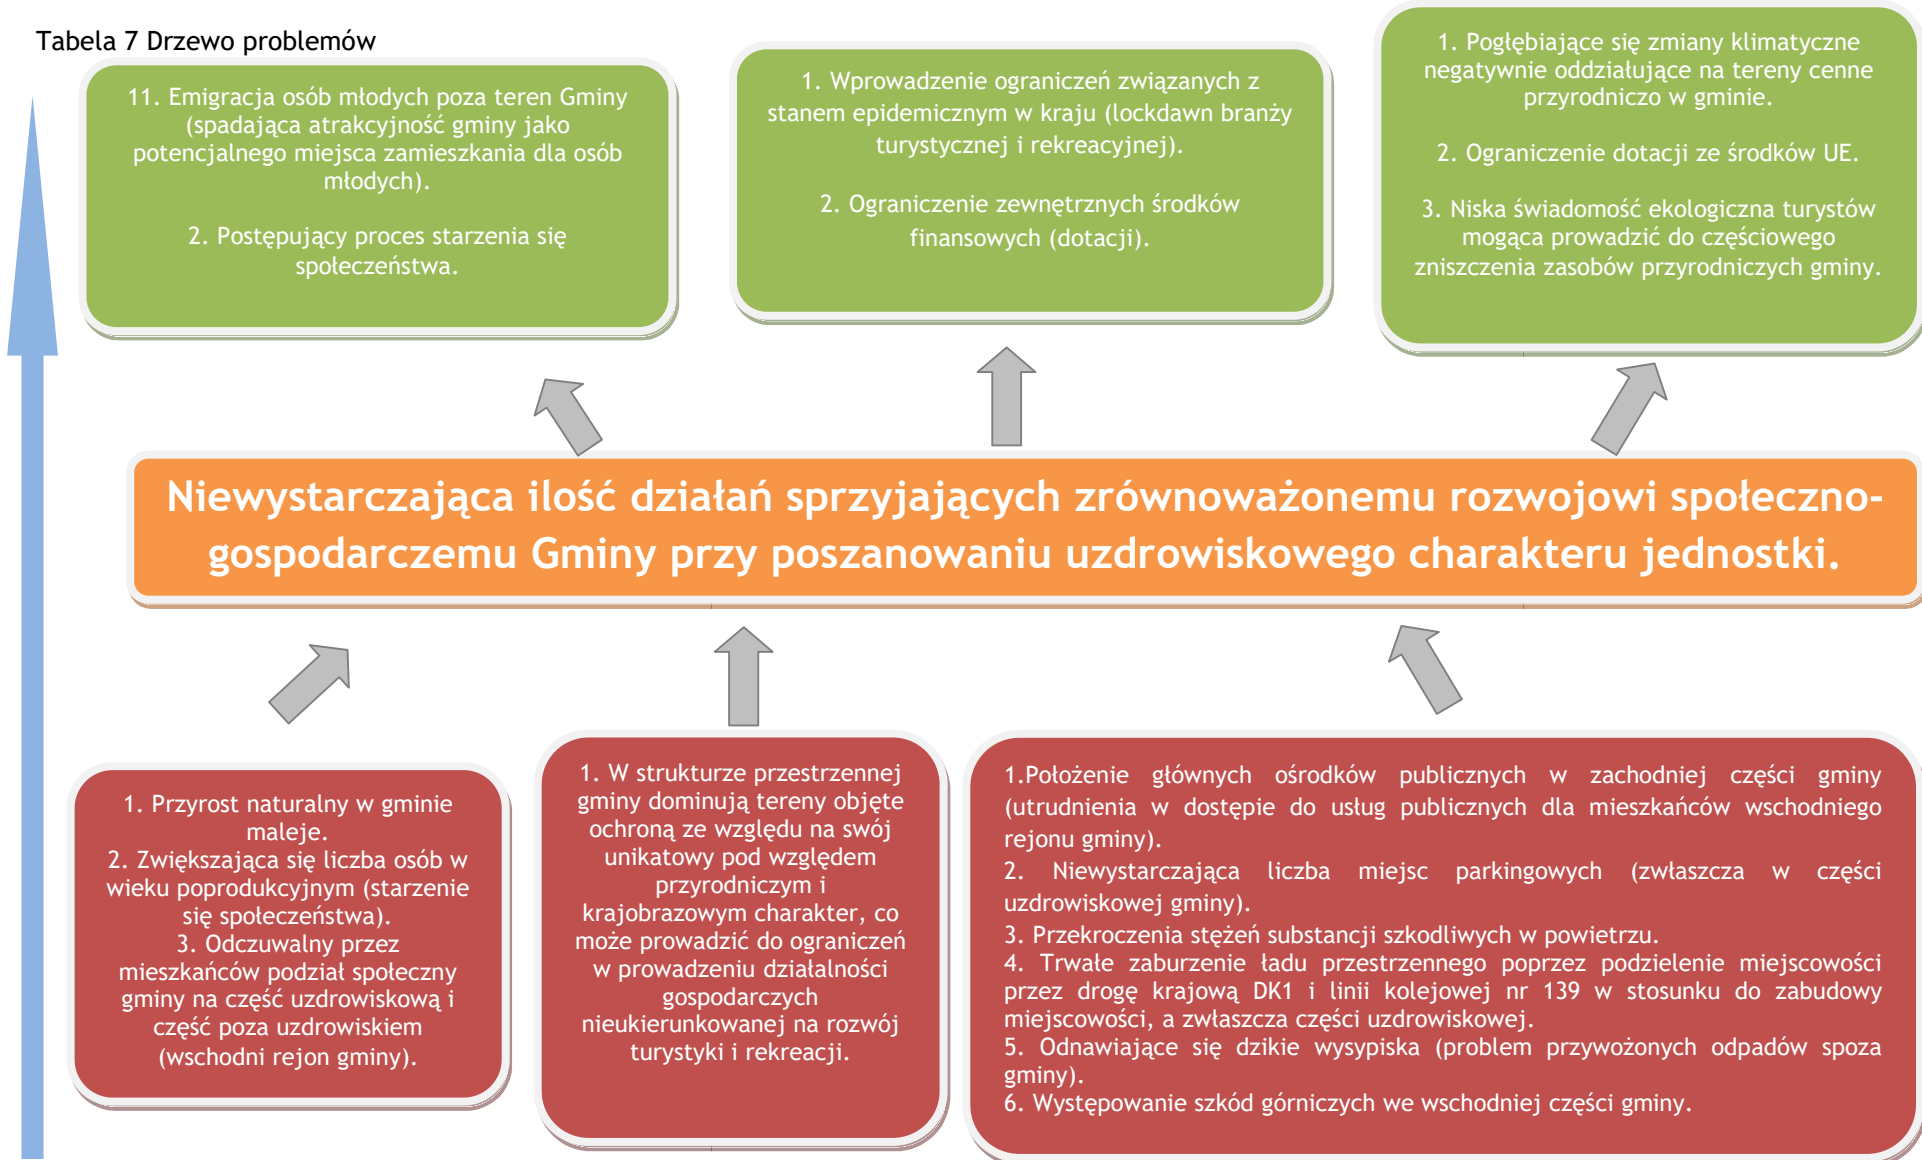 Tabela 7 Drzewo problemów
11. Emigracja osób młodych poza teren Gminy
(spadająca atrakcyjność gminy jako
potencjalnego miejsca zamieszkania dla osób
młodych).
2. Postępujący proces starzenia się
społeczeństwa.
1. Wprowadzenie ograniczeń związanych z
stanem epidemicznym w kraju (lockdawn branży
turystycznej i rekreacyjnej).
2. Ograniczenie zewnętrznych środków
finansowych (dotacji).
1. Pogłębiające się zmiany klimatyczne
negatywnie oddziałujące na tereny cenne
przyrodniczo w gminie.
2. Ograniczenie dotacji ze środków UE.
3. Niska świadomość ekologiczna turystów
mogąca prowadzić do częściowego
zniszczenia zasobów przyrodniczych gminy.
Niewystarczająca ilość działań sprzyjających zrównoważonemu rozwojowi społeczno-
gospodarczemu Gminy przy poszanowaniu uzdrowiskowego charakteru jednostki.
1. Przyrost naturalny w gminie
maleje.
2. Zwiększająca się liczba osób w
wieku poprodukcyjnym (starzenie
się społeczeństwa).
3. Odczuwalny przez
mieszkańców podział społeczny
gminy na część uzdrowiskową i
część poza uzdrowiskiem
(wschodni rejon gminy).
1. W strukturze przestrzennej
gminy dominują tereny objęte
ochroną ze względu na swój
unikatowy pod względem
przyrodniczym i
krajobrazowym charakter, co
może prowadzić do ograniczeń
w prowadzeniu działalności
gospodarczych
nieukierunkowanej na rozwój
turystyki i rekreacji.
1.Położenie głównych ośrodków publicznych w zachodniej części gminy
(utrudnienia w dostępie do usług publicznych dla mieszkańców wschodniego
rejonu gminy).
2. Niewystarczająca liczba miejsc parkingowych (zwłaszcza w części
uzdrowiskowej gminy).
3. Przekroczenia stężeń substancji szkodliwych w powietrzu.
4. Trwałe zaburzenie ładu przestrzennego poprzez podzielenie miejscowości
przez drogę krajową DK1 i linii kolejowej nr 139 w stosunku do zabudowy
miejscowości, a zwłaszcza części uzdrowiskowej.
5. Odnawiające się dzikie wysypiska (problem przywożonych odpadów spoza
gminy).
6. Występowanie szkód górniczych we wschodniej części gminy.